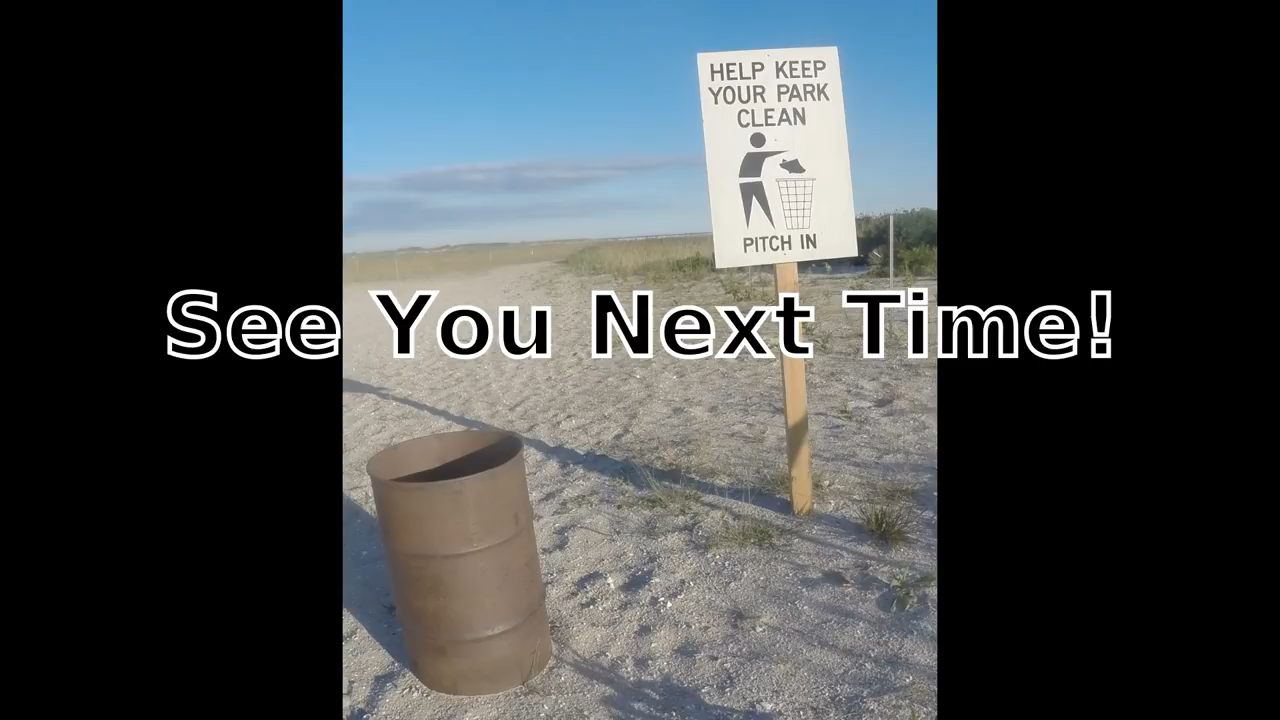 HELP KEEP
YOUR PARK
CLEAN
PITCH IN
See You Next Time!